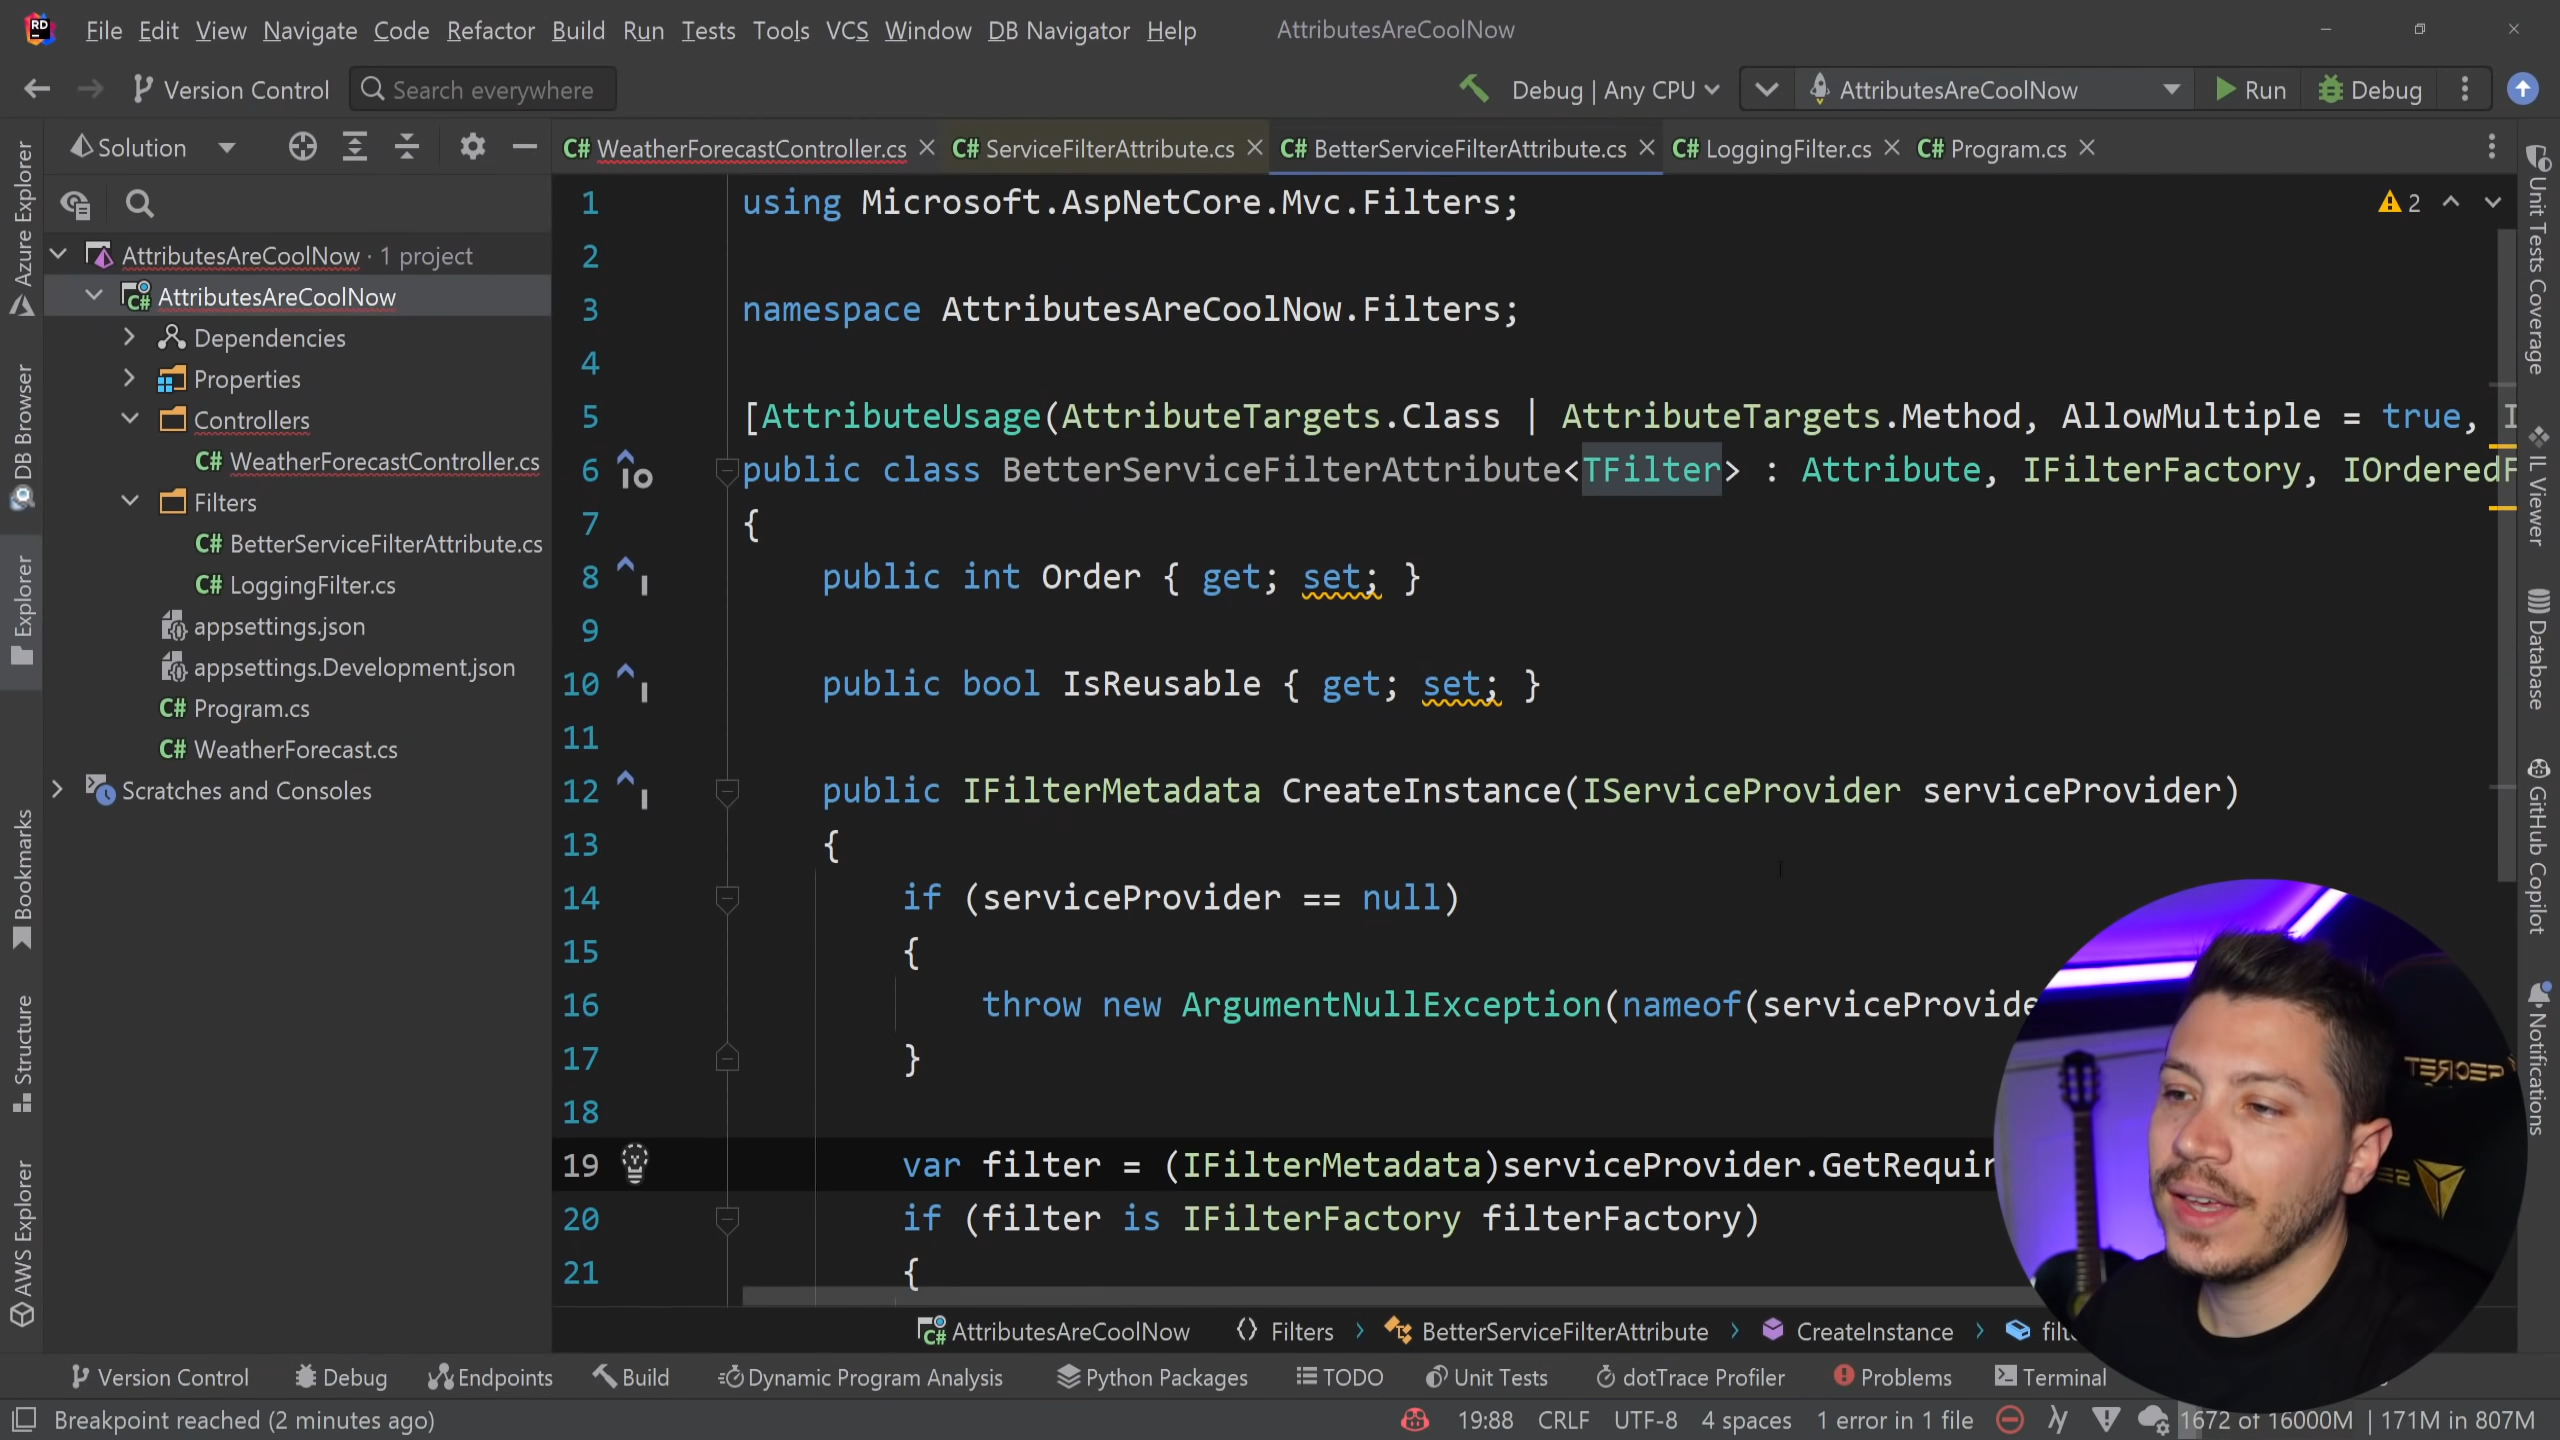 RD File Edit View Navigate Code Refactor Build Run Tests Tools VCS Window DB Navigator Help AttributesAreCoolNow
Version Control Search everywhere Debug | Any CPU AttributesAreCoolNow Run Debug
Solution C# WeatherForecastController.cs C# ServiceFilterAttribute.cs C# BetterServiceFilterAttribute.cs C# LoggingFilter.cs C# Program.cs
AttributesAreCoolNow · 1 project
C# AttributesAreCoolNow
Dependencies
Properties
Controllers
C# WeatherForecastController.cs
Filters
C# BetterServiceFilterAttribute.cs
C# LoggingFilter.cs
appsettings.json
appsettings.Development.json
C# Program.cs
C# WeatherForecast.cs
Scratches and Consoles
Azure Explorer
DB Browser
Explorer
Bookmarks
Structure
AWS Explorer
1 using Microsoft.AspNetCore.Mvc.Filters;
2
3 namespace AttributesAreCoolNow.Filters;
4
5 [AttributeUsage(AttributeTargets.Class | AttributeTargets.Method, AllowMultiple = true, I
6 public class BetterServiceFilterAttribute<TFilter> : Attribute, IFilterFactory, IOrderedF
7 {
8 public int Order { get; set; }
9
10 public bool IsReusable { get; set; }
11
12 public IFilterMetadata CreateInstance(IServiceProvider serviceProvider)
13 {
14 if (serviceProvider == null)
15 {
16 throw new ArgumentNullException(nameof(serviceProvide
17 }
18
19 var filter = (IFilterMetadata)serviceProvider.GetRequir
20 if (filter is IFilterFactory filterFactory)
21 {
2
Unit Tests Coverage
IL Viewer
Database
GitHub Copilot
Notifications
SECRET
AttributesAreCoolNow Filters BetterServiceFilterAttribute CreateInstance filt
Version Control Debug Endpoints Build Dynamic Program Analysis Python Packages TODO Unit Tests dotTrace Profiler Problems Terminal
Breakpoint reached (2 minutes ago) 19:88 CRLF UTF-8 4 spaces 1 error in 1 file 1672 of 16000M 171M in 807M